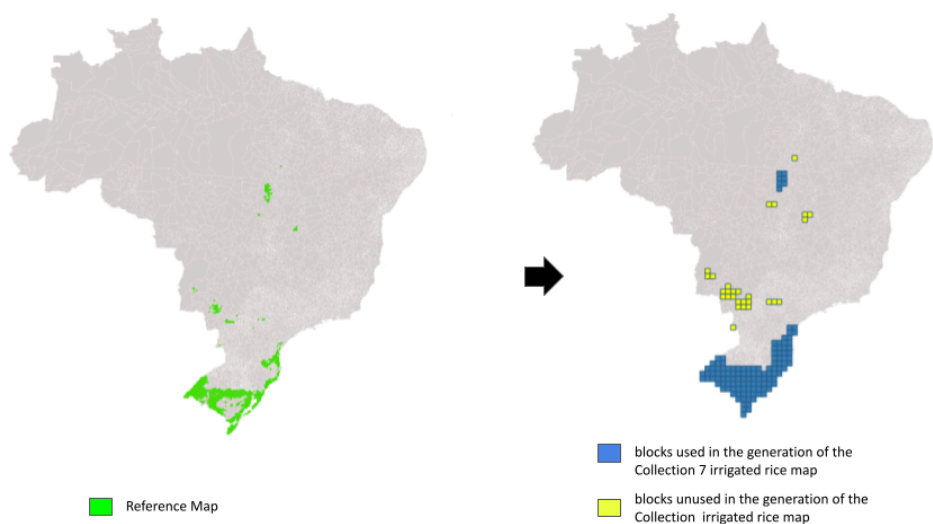 Reference Map
blocks used in the generation of the
Collection 7 irrigated rice map
blocks unused in the generation of the
Collection  irrigated rice map